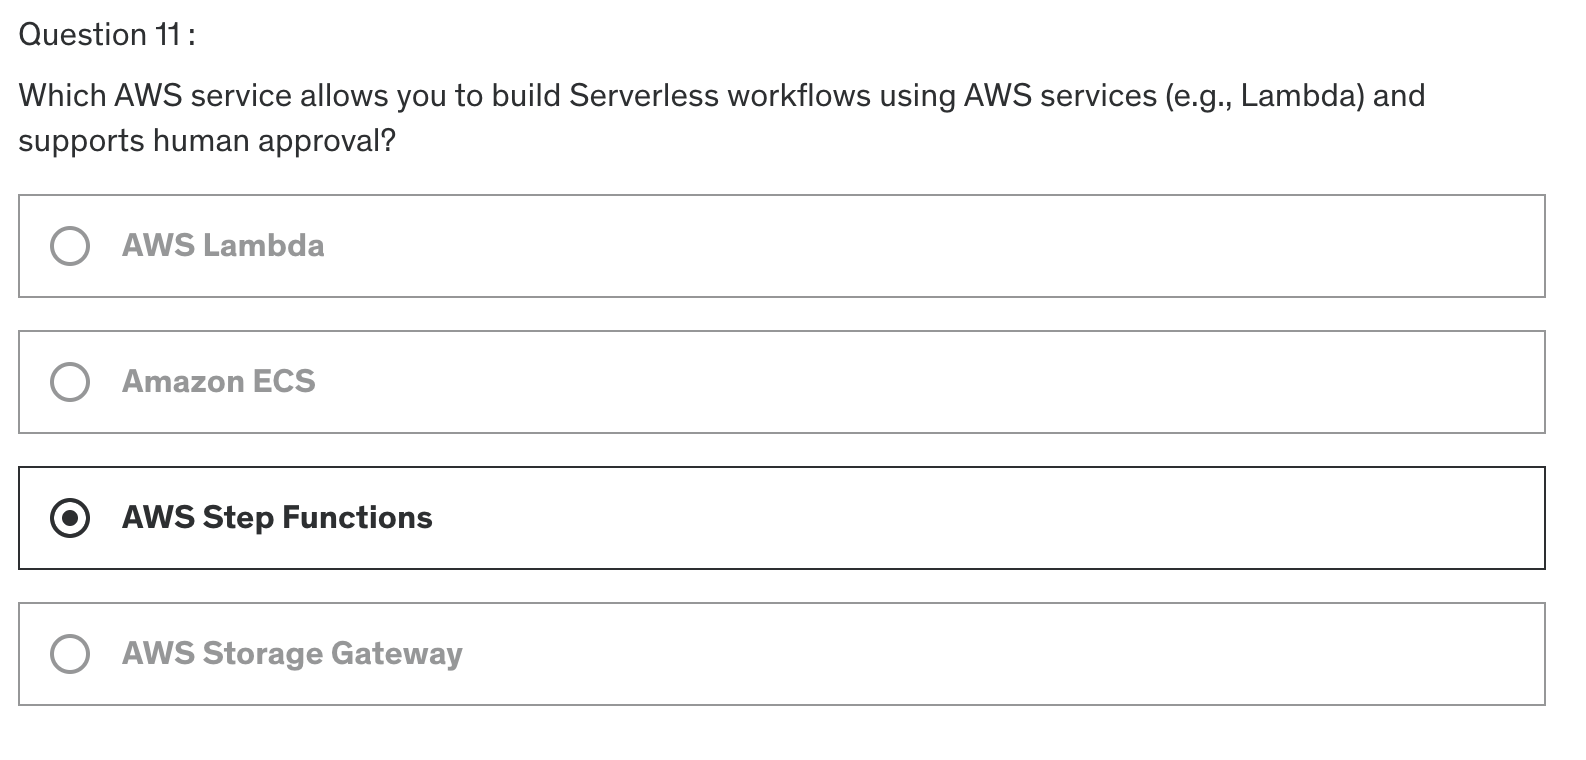 Question 11 :
Which AWS service allows you to build Serverless workflows using AWS services (e.g., Lambda) and
supports human approval?
AWS Lambda
Amazon ECS
AWS Step Functions
AWS Storage Gateway